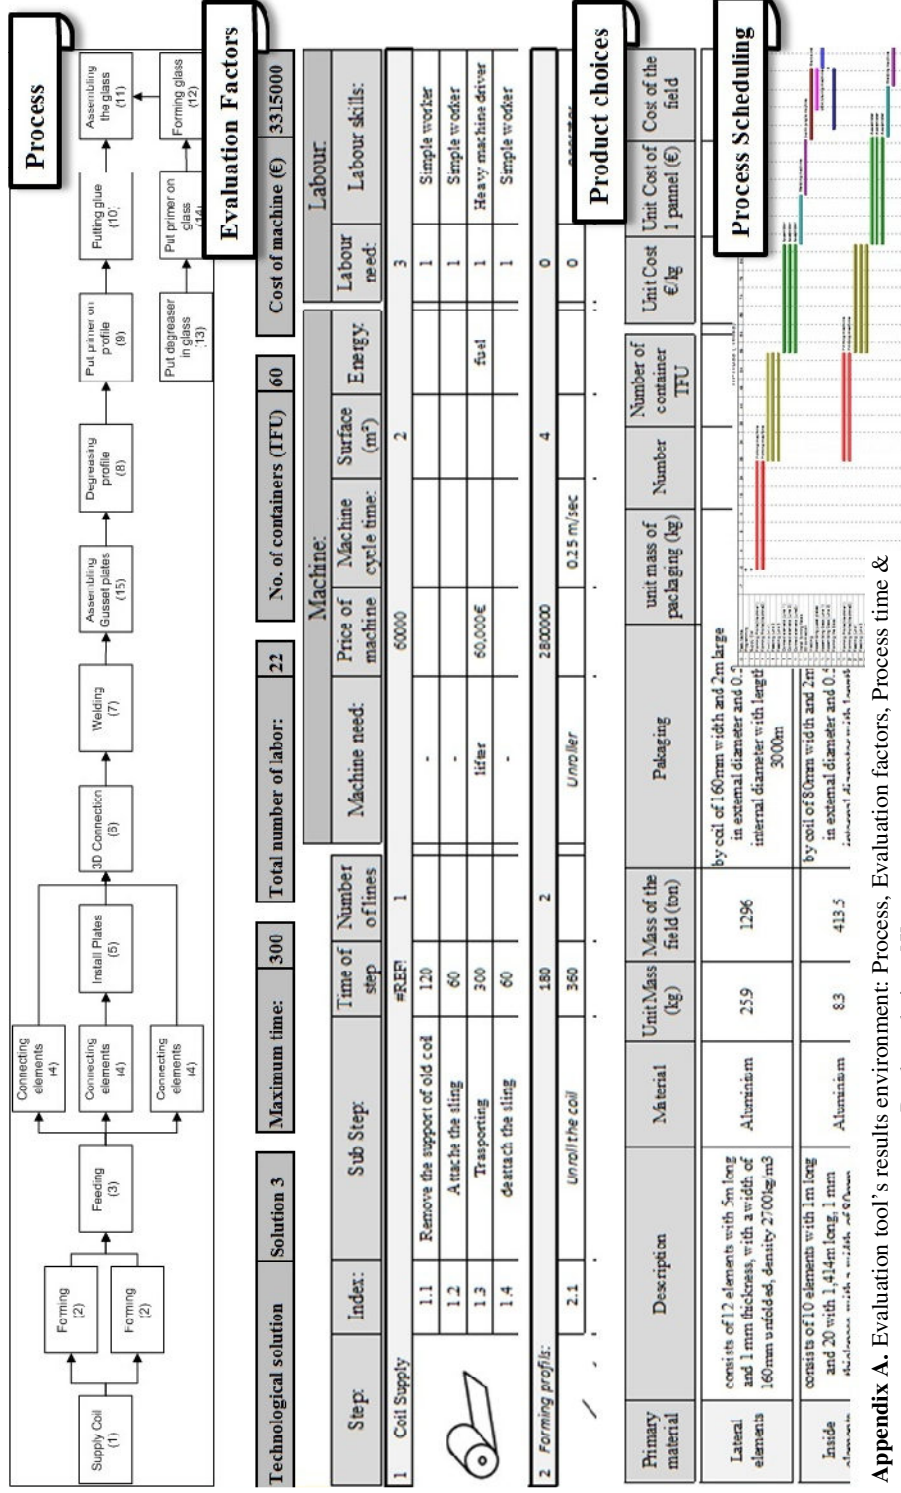 Process
Supply Coil
(1)
Forming
(2)
Forming
(2)
Feeding
(3)
Connecting
elements
(4)
Connecting
elements
(4)
Connecting
elements
(4)
Install Plates
(5)
3D Connection
(6)
Welding
(7)
Assembling
Gusset plates
(15)
Degreasing
profile
(8)
Put primer on
profile
(9)
Putting glue
(10)
Assembling
the glass
(11)
Put degreaser
in glass
(13)
Put primer on
glass
(14)
Forming glass
(12)
Evaluation Factors
Technological solution Solution 3 Maximum time: 300 Total number of labor: 22 No. of containers (TFU) 60 Cost of machine (€) 3315000
Machine: Labour:
Step: Index: Sub Step: Time of step Number of lines Machine need: Price of machine Machine cycle time: Surface (m²) Energy: Labour need: Labour skills:
1 Coil Supply #REF! 1 60000 2 3
1.1 Remove the support of old coil 120 - 1 Simple worker
1.2 Attache the sling 60 - 1 Simple worker
1.3 Trasporting 300 lifter 60,000€ fuel 1 Heavy machine driver
1.4 deattach the sling 60 1 Simple worker
2 Forming profils: 180 2 2800000 4 0
2.1 Unroll the coil 360 Unroller 0.25 m/sec 0
Product choices
Primary material Description Material Unit Mass (kg) Mass of the field (ton) Pakaging unit mass of packaging (kg) Number Number of container TFU Unit Cost €/kg Unit Cost of 1 pannel (€) Cost of the field
Lateral elements
consists of 12 elements with 5m long
and 1 mm thickness, with a width of
160mm unfolded, density 2700kg/m3
Aluminium 25.9 1296
by coil of 160mm width and 2m large
in external diameter and 0.2
internal diameter with length
3000m
Inside
consists of 10 elements with 1m long
and 20 with 1,414m long, 1 mm
Aluminium 8.3 413.5
by coil of 80mm width and 2m
in external diameter and
Process Scheduling
Appendix A. Evaluation tool's results environment: Process, Evaluation factors, Process time &